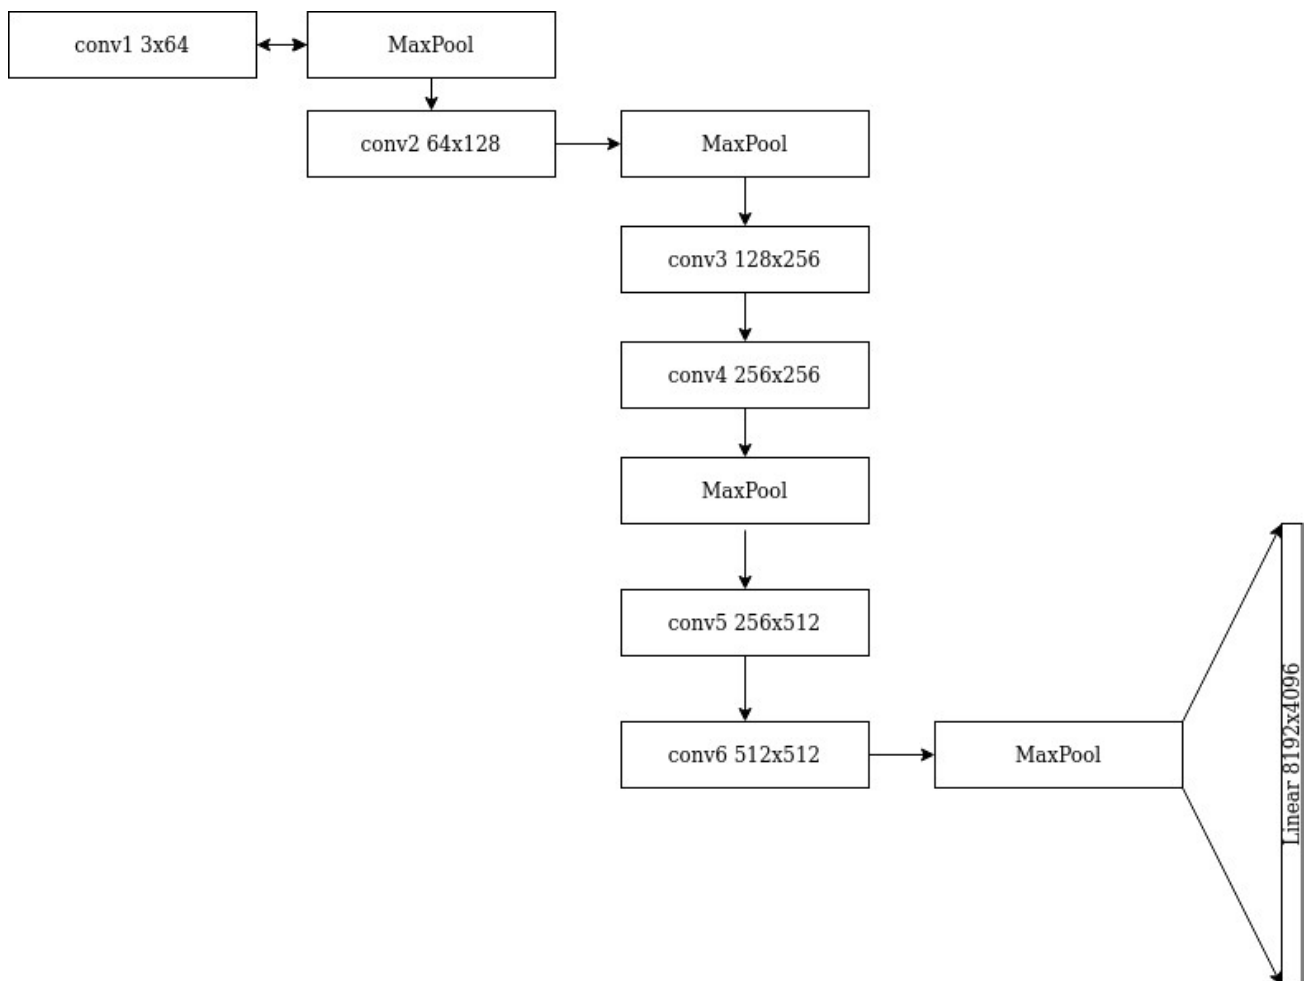 conv1 3x64
MaxPool
conv2 64x128
MaxPool
conv3 128x256
conv4 256x256
MaxPool
conv5 256x512
conv6 512x512
MaxPool
Linear 8192x4096